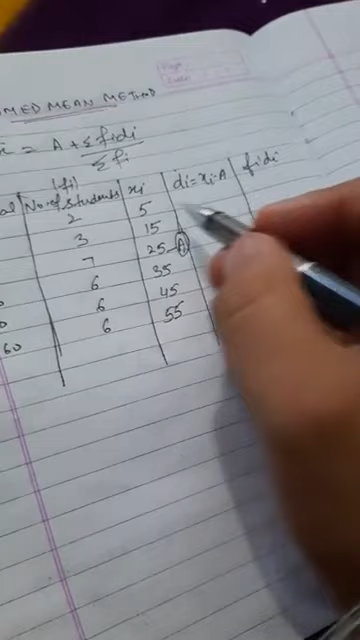 MED MEAN METHOD
= A + Σfidi
Σfi
(fi)
No. of students xi di = xi - A fidi
2 5
3 15
7 25 A
6 35
6 45
6 55
60